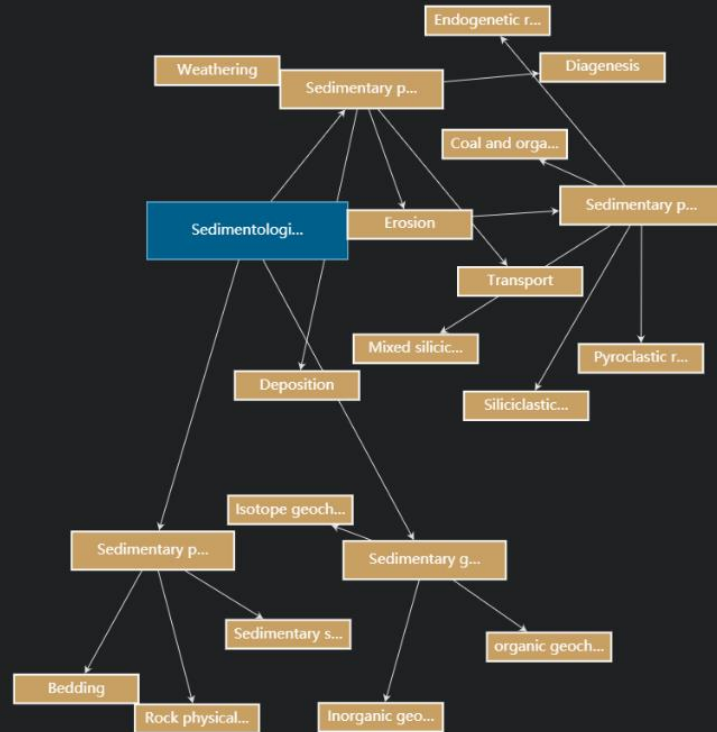 Endogenetic r...
Weathering
Diagenesis
Sedimentary p...
Coal and orga...
Sedimentary p...
Sedimentologi...
Erosion
Transport
Mixed silicic...
Pyroclastic r...
Deposition
Siliciclastic...
Isotope geoch...
Sedimentary p...
Sedimentary g...
Sedimentary s...
organic geoch...
Bedding
Rock physical...
Inorganic geo...